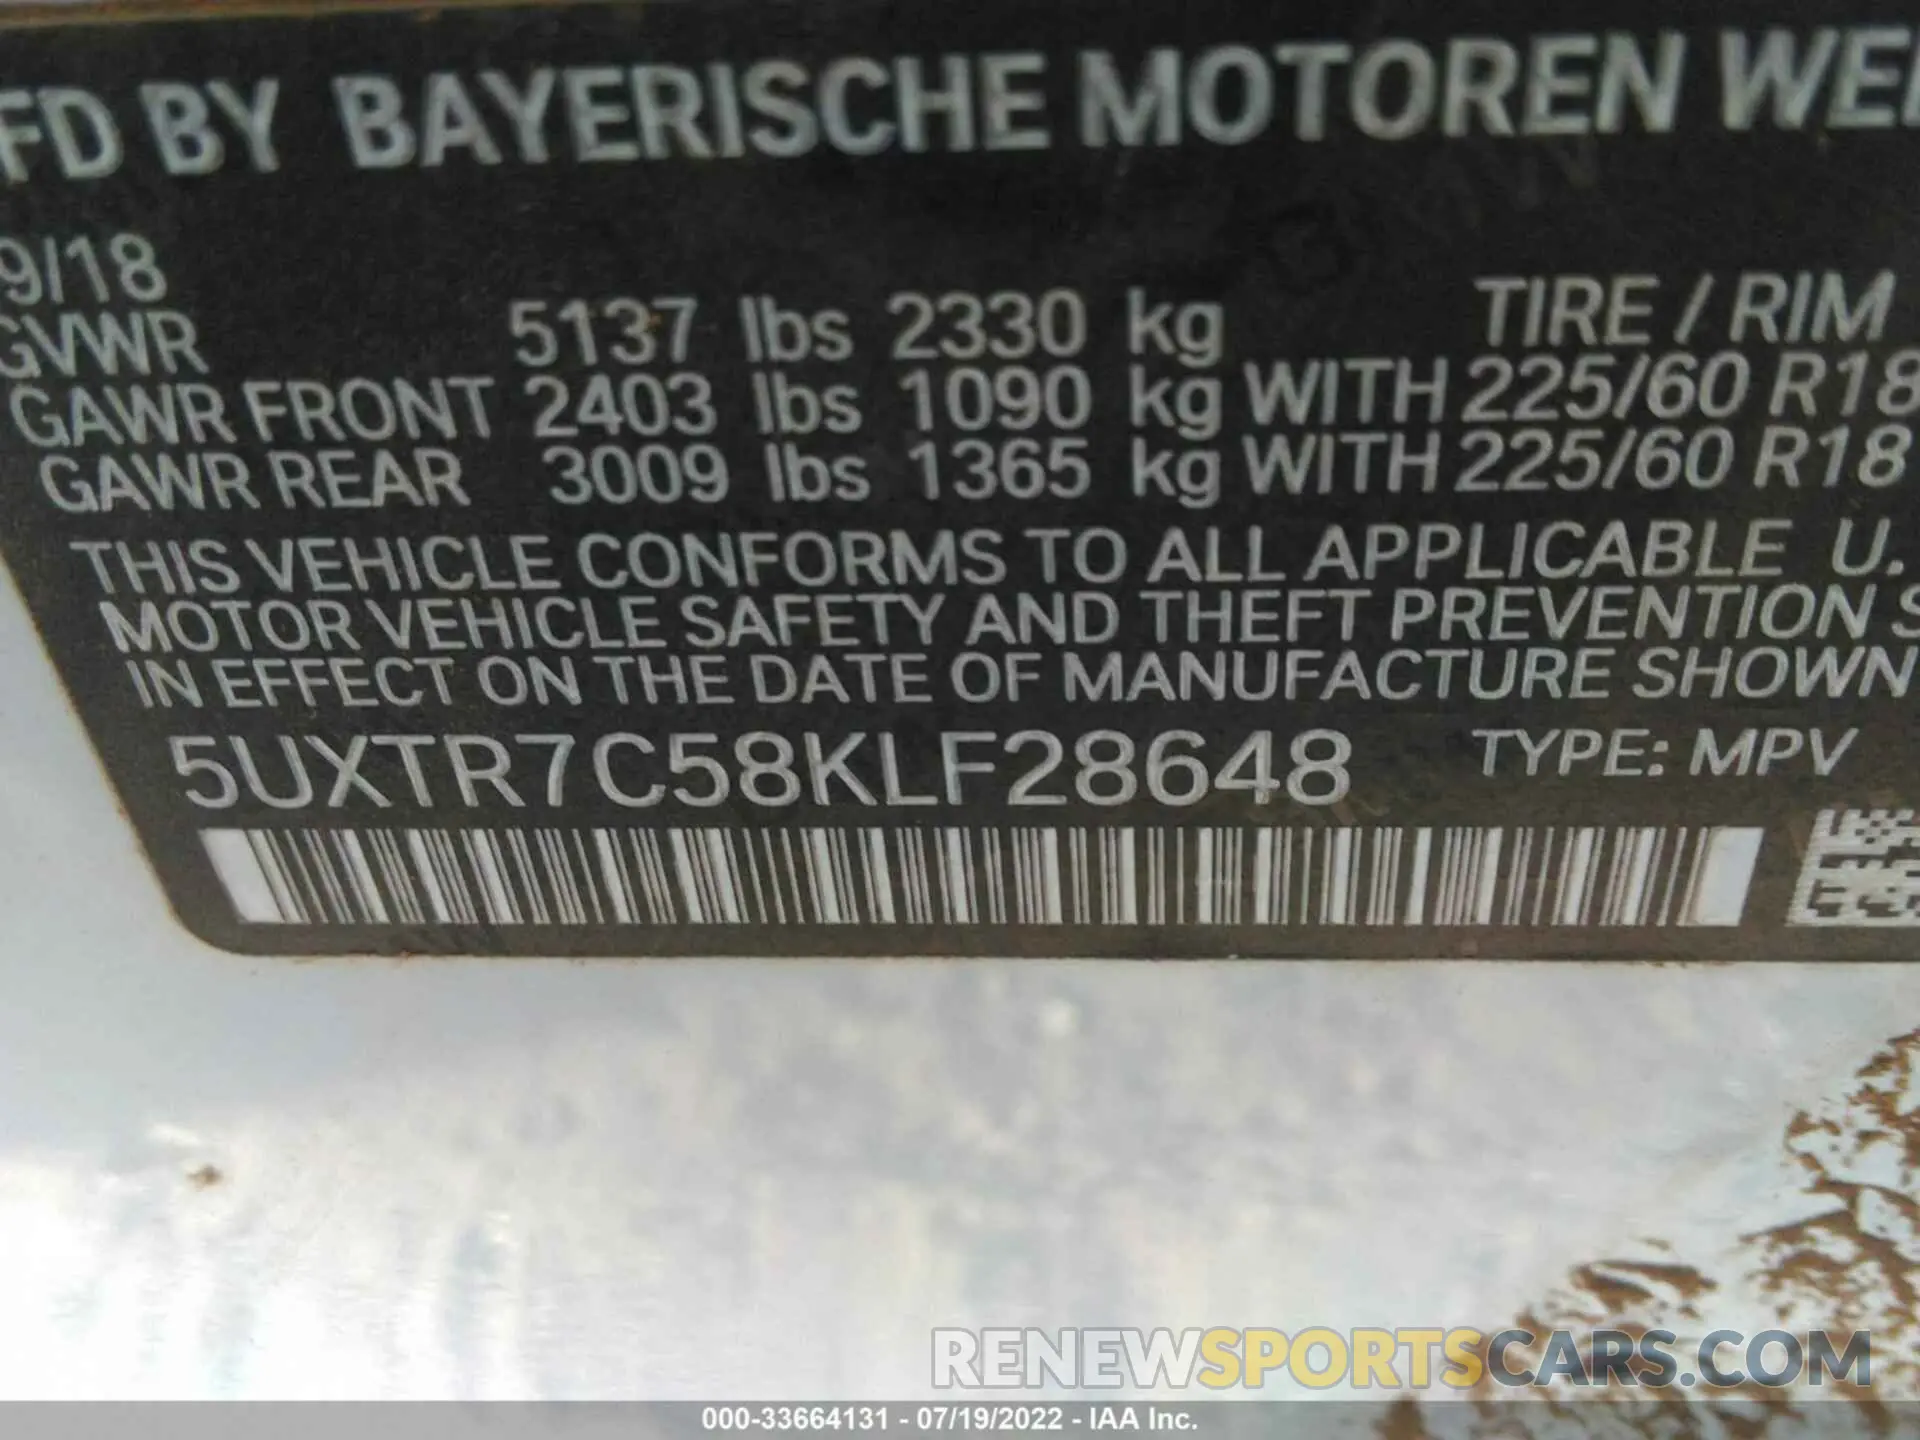 FD BY BAYERISCHE MOTOREN WE
9/18
GVWR 5137 lbs 2330 kg TIRE / RIM
GAWR FRONT 2403 lbs 1090 kg WITH 225/60 R18
GAWR REAR 3009 lbs 1365 kg WITH 225/60 R18
THIS VEHICLE CONFORMS TO ALL APPLICABLE U.
MOTOR VEHICLE SAFETY AND THEFT PREVENTION S
IN EFFECT ON THE DATE OF MANUFACTURE SHOWN
5UXTR7C58KLF28648 TYPE: MPV
RENEWSPORTSCARS.COM
000-33664131 - 07/19/2022 - IAA Inc.